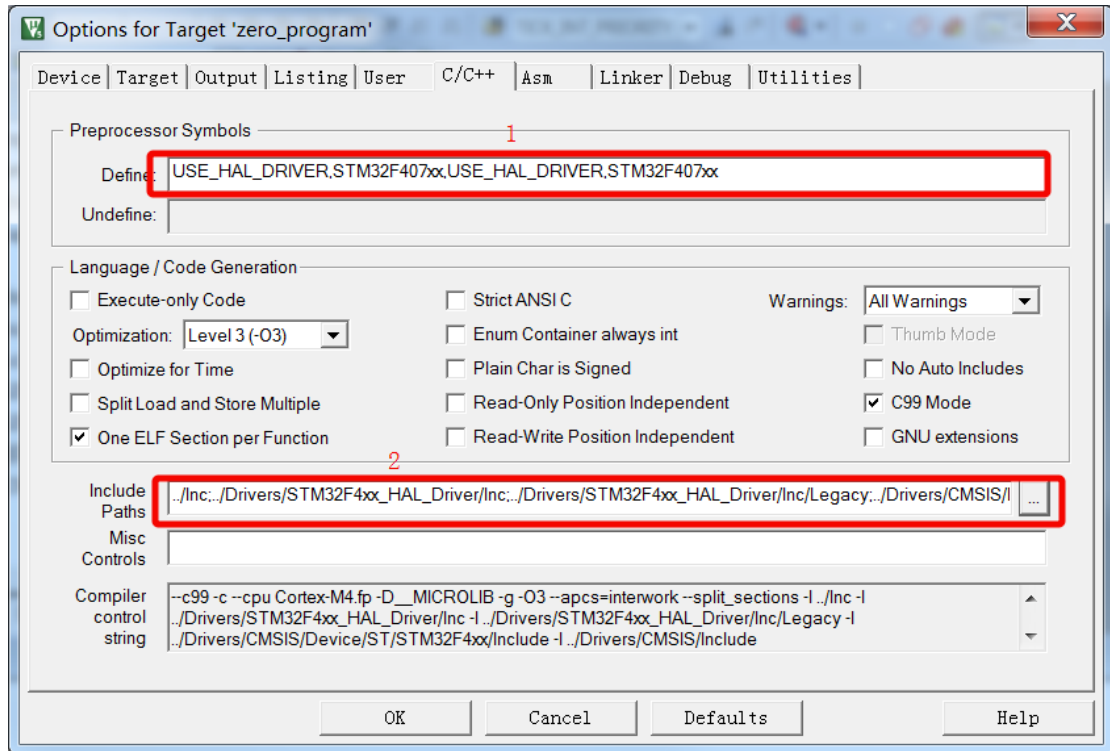 Options for Target 'zero_program'
Device Target Output Listing User C/C++ Asm Linker Debug Utilities
Preprocessor Symbols
1
Define: USE_HAL_DRIVER,STM32F407xx,USE_HAL_DRIVER,STM32F407xx
Undefine:
Language / Code Generation
Execute-only Code Strict ANSI C Warnings: All Warnings
Optimization: Level 3 (-O3) Enum Container always int Thumb Mode
Optimize for Time Plain Char is Signed No Auto Includes
Split Load and Store Multiple Read-Only Position Independent C99 Mode
One ELF Section per Function Read-Write Position Independent GNU extensions
2
Include Paths ../Inc;../Drivers/STM32F4xx_HAL_Driver/Inc;../Drivers/STM32F4xx_HAL_Driver/Inc/Legacy;../Drivers/CMSIS/ ...
Misc Controls
Compiler control string --c99 -c --cpu Cortex-M4.fp -D__MICROLIB -g -O3 --apcs=interwork --split_sections -I ../Inc -I
../Drivers/STM32F4xx_HAL_Driver/Inc -I ../Drivers/STM32F4xx_HAL_Driver/Inc/Legacy -I
../Drivers/CMSIS/Device/ST/STM32F4xx/Include -I ../Drivers/CMSIS/Include
OK Cancel Defaults Help